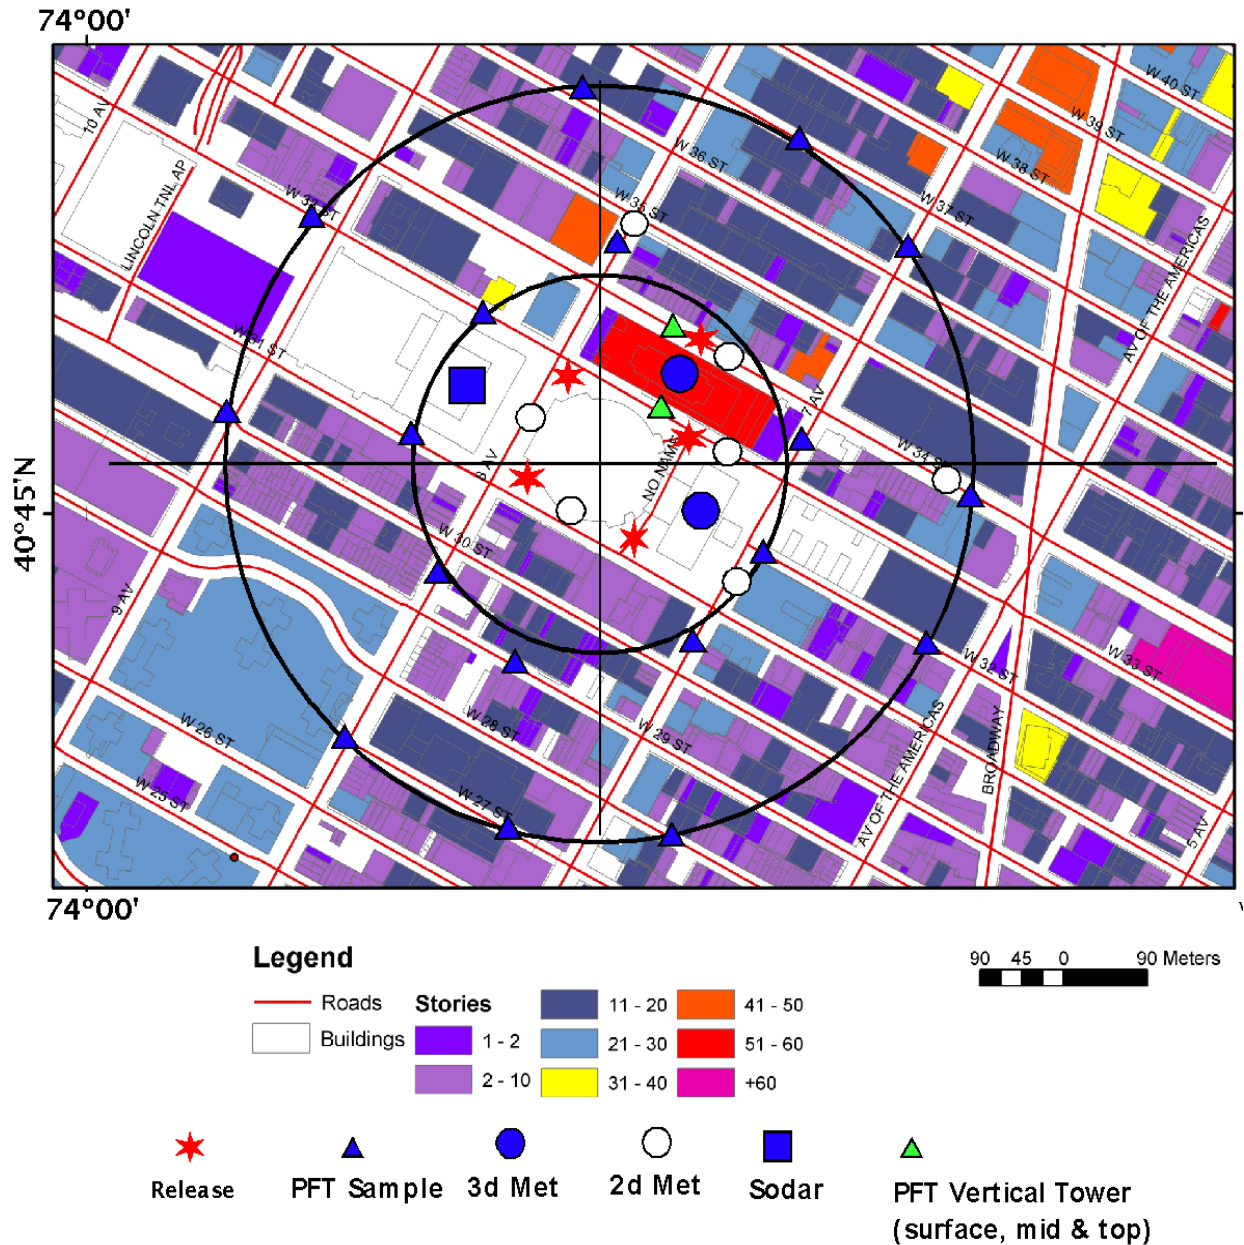 74°00'
W 40 ST
10 AV
W 39 ST
W 36 ST
W 38 ST
W 33 ST
W 35 ST
W 37 ST
LINCOLN TNL AP
AV OF THE AMERICAS
W 31 ST
7 AV
W 34 ST
8 AV
NO NAME
40°45'N
W 30 ST
9 AV
W 33 ST
W 32 ST
W 28 ST
W 26 ST
W 29 ST
AV OF THE AMERICAS
BROADWAY
W 25 ST
W 27 ST
5 AV
74°00'
Legend
90 45 0 90 Meters
Roads
Stories
11 - 20
41 - 50
Buildings
1 - 2
21 - 30
51 - 60
2 - 10
31 - 40
+60
Release
PFT Sample
3d Met
2d Met
Sodar
PFT Vertical Tower
(surface, mid & top)